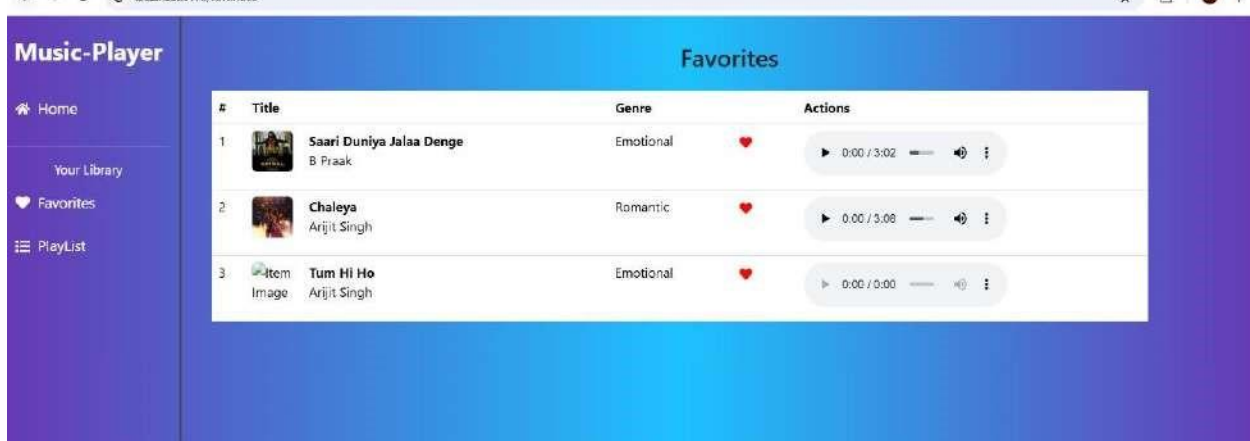 Music-Player
Home
Your Library
Favorites
PlayList
Favorites
# Title Genre Actions
1 Saari Duniya Jalaa Denge Emotional 0:00 / 3:02
B Praak
2 Chaleya Romantic 0:00 / 3:08
Arijit Singh
3 Item Tum Hi Ho Emotional 0:00 / 0:00
Image Arijit Singh